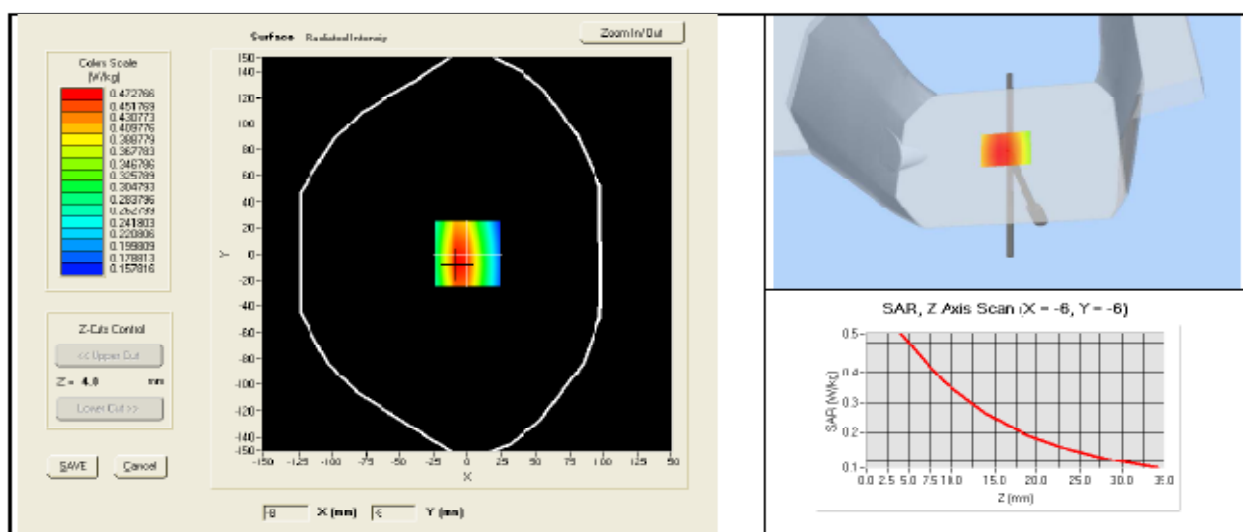 Surface Radiated Intensity
Zoom In/Out
Colors Scale
(W/kg)
0.472766
0.451769
0.430773
0.409776
0.388779
0.367783
0.346786
0.325789
0.304793
0.283796
0.262799
0.241803
0.220806
0.199809
0.178813
0.157816
Z-Cuts Control
<< Upper Cut
Z = 4.0 mm
Lower Cut >>
SAVE Cancel
150
140
120
100
80
60
40
20
0
-20
-40
-60
-80
-100
-120
-140
-150
Y
-150 -125 -100 -75 -50 -25 0 25 50 75 100 125
X
X (mm) Y (mm)
SAR, Z Axis Scan (X = -6, Y = -6)
0.5
0.4
0.3
0.2
0.1
SAR (W/kg)
0.0 2.5 5.0 7.5 10.0 15.0 20.0 25.0 30.0 35.0
Z (mm)